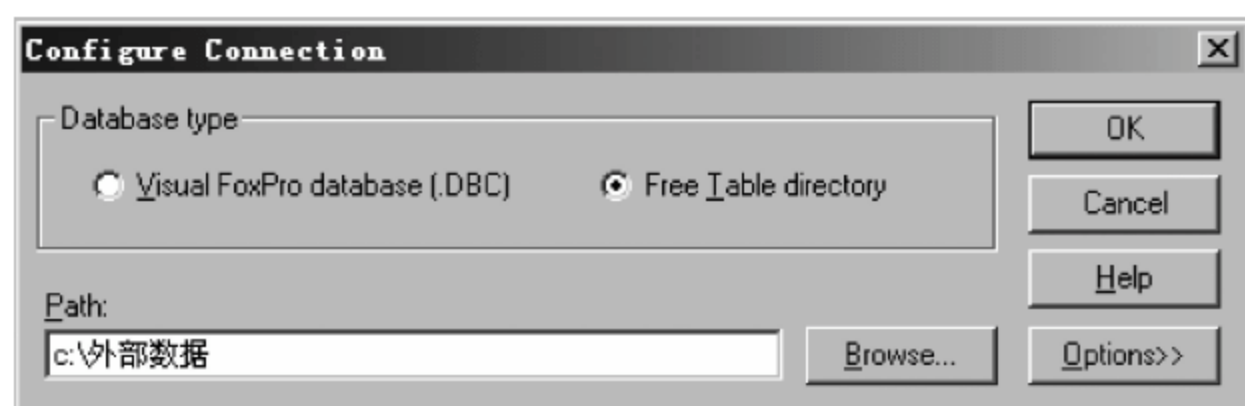 Configure Connection
Database type
Visual FoxPro database (.DBC)
Free Table directory
OK
Cancel
Help
Path:
c:\外部数据
Browse...
Options>>